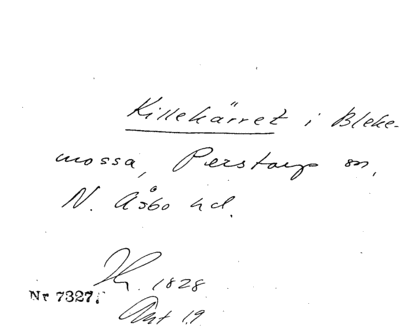 Killekärret i Bleke-
mossa, Perstorp sn,
N. Åsbo hd.
1828
Nr 7327.
Akt 19